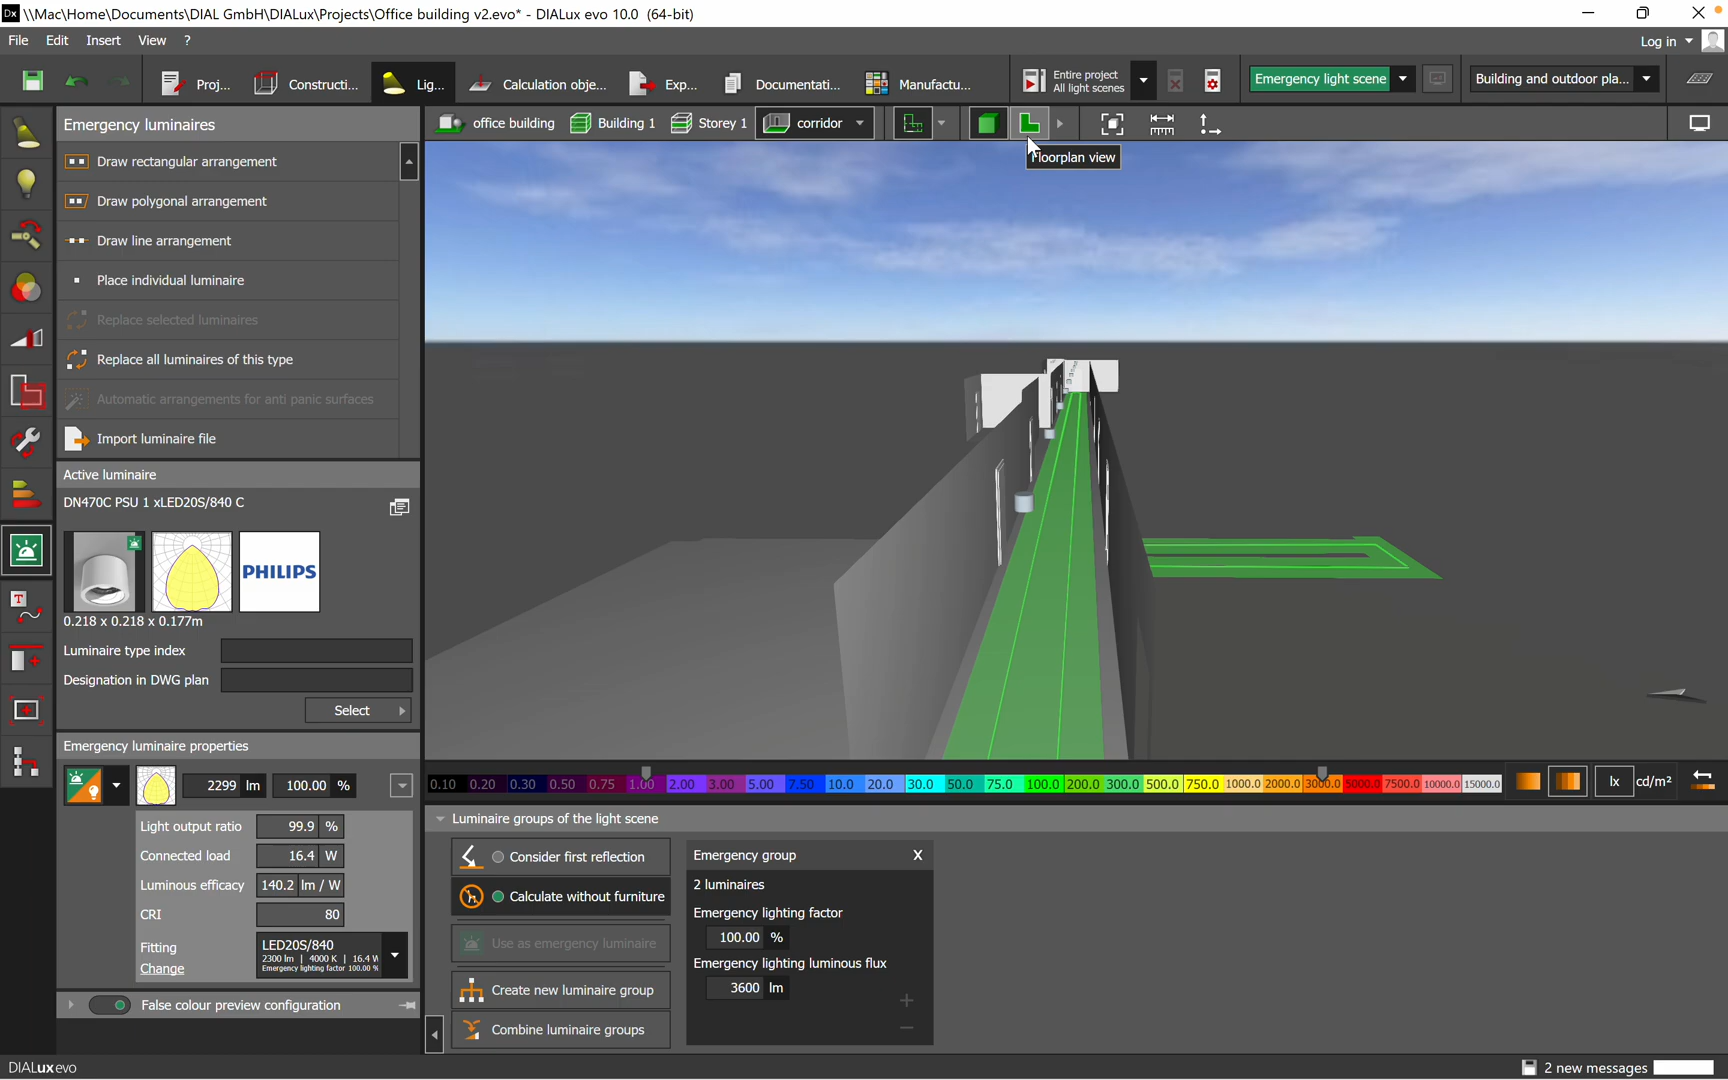 Dx \\Mac\Home\Documents\DIAL GmbH\DIALux\Projects\Office building v2.evo* - DIALux evo 10.0 (64-bit)
File Edit Insert View ? Log in
Proj... Constructi... Lig... Calculation obje... Exp... Documentati... Manufactu... Entire project Emergency light scene Building and outdoor pla...
All light scenes
Emergency luminaires office building Building 1 Storey 1 corridor
Floorplan view
Draw rectangular arrangement
Draw polygonal arrangement
Draw line arrangement
Place individual luminaire
Replace selected luminaires
Replace all luminaires of this type
Automatic arrangements for anti panic surfaces
Import luminaire file
Active luminaire
DN470C PSU 1 xLED20S/840 C
PHILIPS
0.218 x 0.218 x 0.177m
Luminaire type index
Designation in DWG plan
Select
Emergency luminaire properties
2299 lm 100.00 %
Light output ratio 99.9 %
Connected load 16.4 W
Luminous efficacy 140.2 lm / W
CRI 80
Fitting LED20S/840
2300 lm | 4000 K | 16.4 W
Change Emergency lighting factor 100.00 %
False colour preview configuration
0.10 0.20 0.30 0.50 0.75 1.00 2.00 3.00 5.00 7.50 10.0 20.0 30.0 50.0 75.0 100.0 200.0 300.0 500.0 750.0 1000.0 2000.0 3000.0 5000.0 7500.0 10000.0 15000.0 lx cd/m²
Luminaire groups of the light scene
Consider first reflection
Calculate without furniture
Use as emergency luminaire
Create new luminaire group
Combine luminaire groups
Emergency group X
2 luminaires
Emergency lighting factor
100.00 %
Emergency lighting luminous flux
3600 lm
+
−
DIALux evo 2 new messages